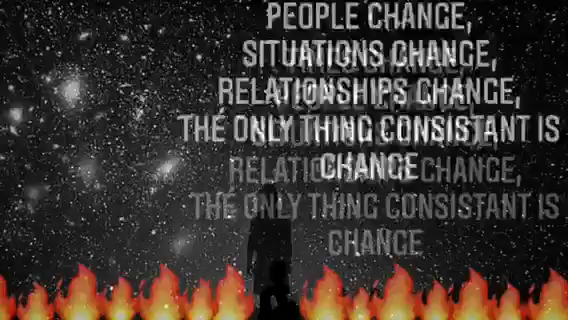 PEOPLE CHANGE,
SITUATIONS CHANGE,
RELATIONSHIPS CHANGE,
THE ONLY THING CONSISTANT IS
CHANGE
RELATIONSHIPS CHANGE,
THE ONLY THING CONSISTANT IS
CHANGE